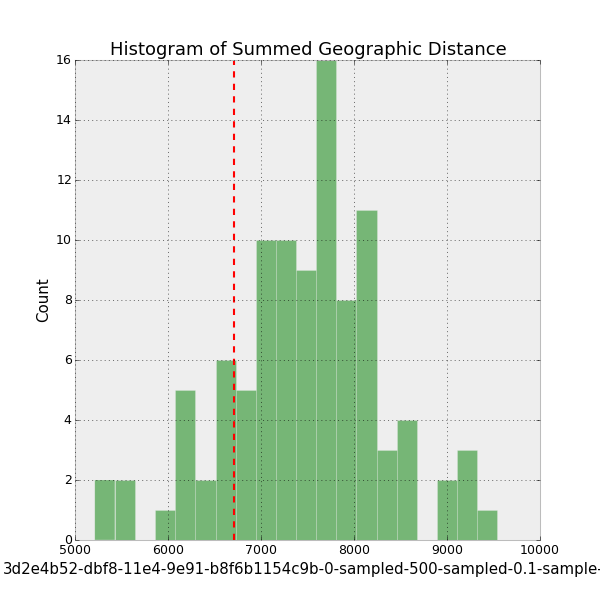 Histogram of Summed Geographic Distance
16
14
12
10
8
6
4
2
0
Count
5000 6000 7000 8000 9000 10000
3d2e4b52-dbf8-11e4-9e91-b8f6b1154c9b-0-sampled-500-sampled-0.1-sample-